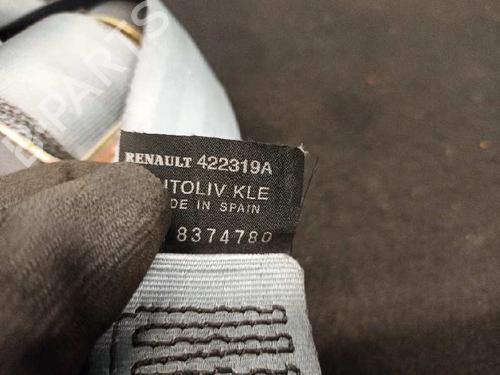 RENAULT 422319A
UTOLIV KLE
DE IN SPAIN
8374780